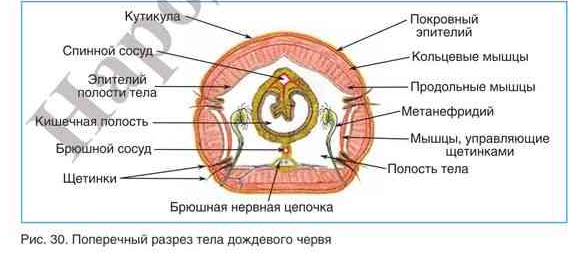 Кутикула
Спинной сосуд
Эпителий
полости тела
Кишечная полость
Брюшной сосуд
Щетинки
Брюшная нервная цепочка
Покровный
эпителий
Кольцевые мышцы
Продольные мышцы
Метанефридий
Мышцы, управляющие
щетинками
Полость тела
Рис. 30. Поперечный разрез тела дождевого червя